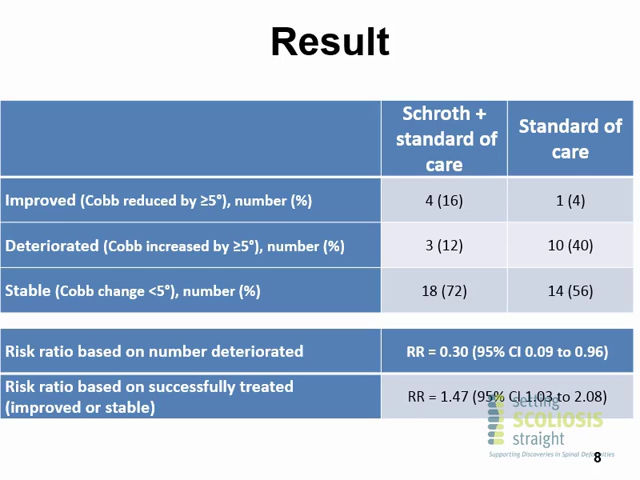 Result
Schroth +
standard of
care
Standard of
care
Improved (Cobb reduced by ≥5°), number (%)
4 (16)
1 (4)
Deteriorated (Cobb increased by ≥5°), number (%)
3 (12)
10 (40)
Stable (Cobb change <5°), number (%)
18 (72)
14 (56)
Risk ratio based on number deteriorated
RR = 0.30 (95% CI 0.09 to 0.96)
Risk ratio based on successfully treated
(improved or stable)
RR = 1.47 (95% CI 1.03 to 2.08)
setting
SCOLIOSIS
straight
Supporting Discoveries in Spinal Deformities
8